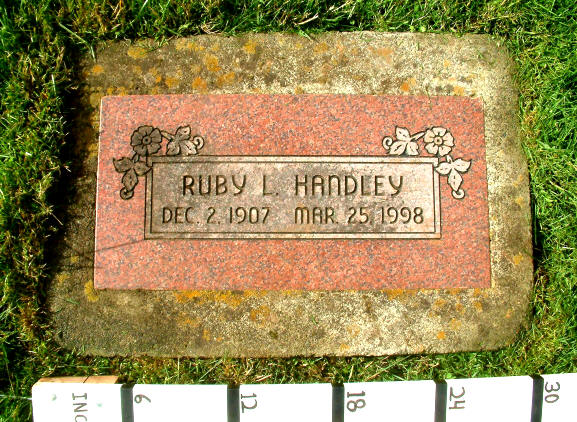 RUBY L. HANDLEY
DEC. 2, 1907 MAR. 25, 1998
INC
6
12
18
24
30